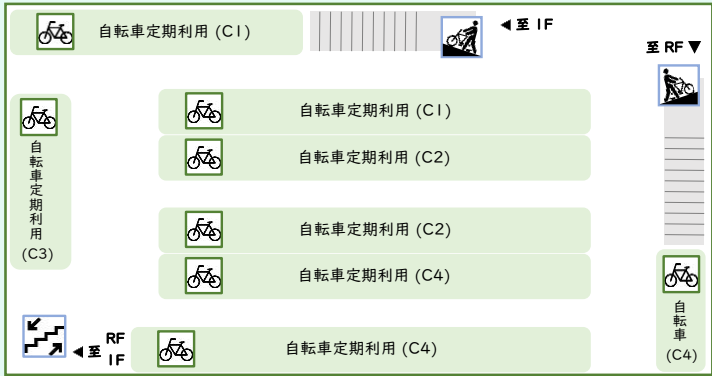 自転車定期利用 (C1)
◀至 1F
至 RF▼
自転車定期利用 (C1)
自転車定期利用 (C2)
自転車定期利用
(C3)
自転車定期利用 (C2)
自転車定期利用 (C4)
自転車
(C4)
◀至 RF
1F
自転車定期利用 (C4)